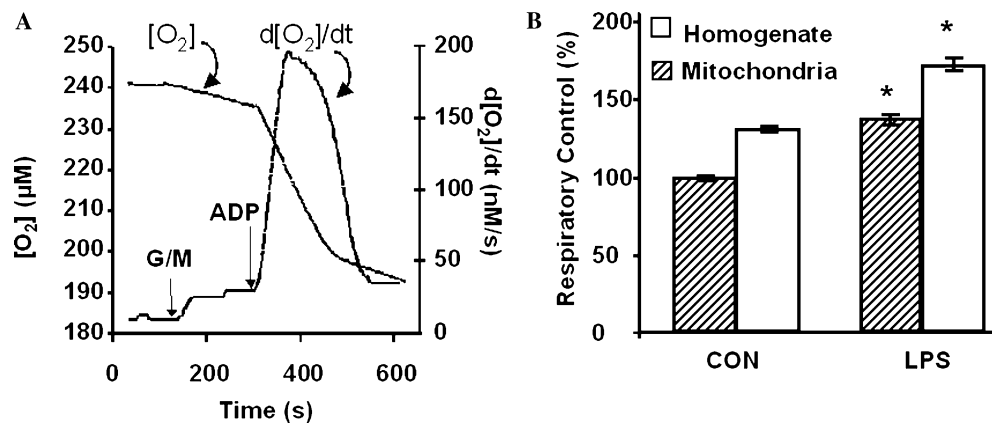 A
[O₂]
d[O₂]/dt
250
240
230
220
210
200
190
180
[O₂] (µM)
200
150
100
50
0
d[O₂]/dt (nM/s)
G/M
ADP
0
200
400
600
Time (s)
B
200
150
100
50
0
Respiratory Control (%)
Homogenate
Mitochondria
*
*
CON
LPS